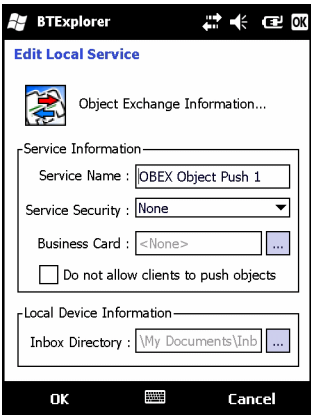 BTExplorer
OK
Edit Local Service
Object Exchange Information...
Service Information
Service Name : OBEX Object Push 1
Service Security : None
Business Card : <None> ...
Do not allow clients to push objects
Local Device Information
Inbox Directory : \My Documents\Inb ...
OK Cancel